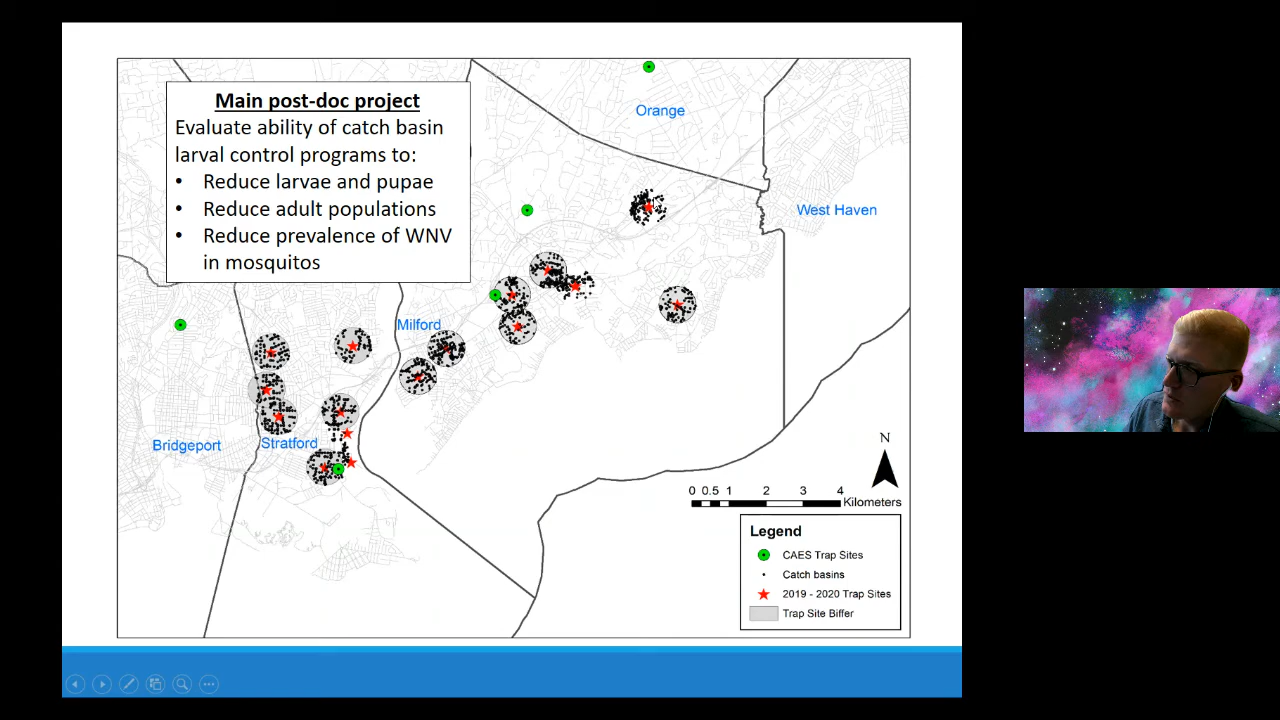 Main post-doc project
Evaluate ability of catch basin
larval control programs to:
• Reduce larvae and pupae
• Reduce adult populations
• Reduce prevalence of WNV
in mosquitos
Orange
West Haven
Milford
Bridgeport
Stratford
N
0 0.5 1 2 3 4
Kilometers
Legend
CAES Trap Sites
Catch basins
2019 - 2020 Trap Sites
Trap Site Biffer